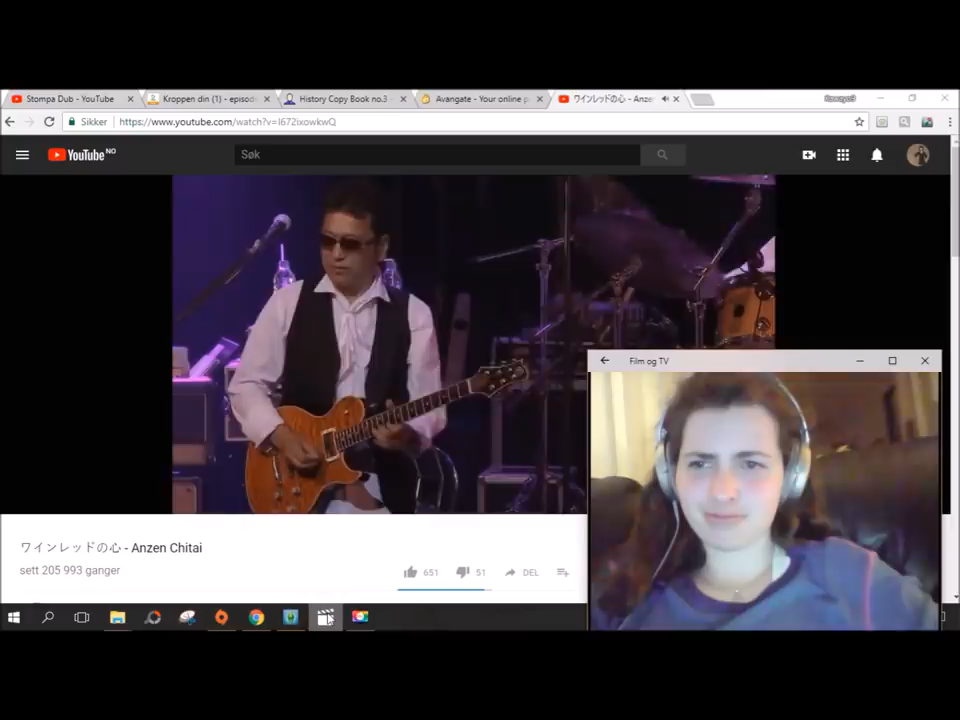 Stompa Dub - YouTube
Kroppen din (1) - episod
History Copy Book no.3
Avangate - Your online p
ワインレッドの心 - Anze
Sikker
https://www.youtube.com/watch?v=I672ixowkwQ
YouTube NO
Søk
Film og TV
ワインレッドの心 - Anzen Chitai
sett 205 993 ganger
651
51
DEL